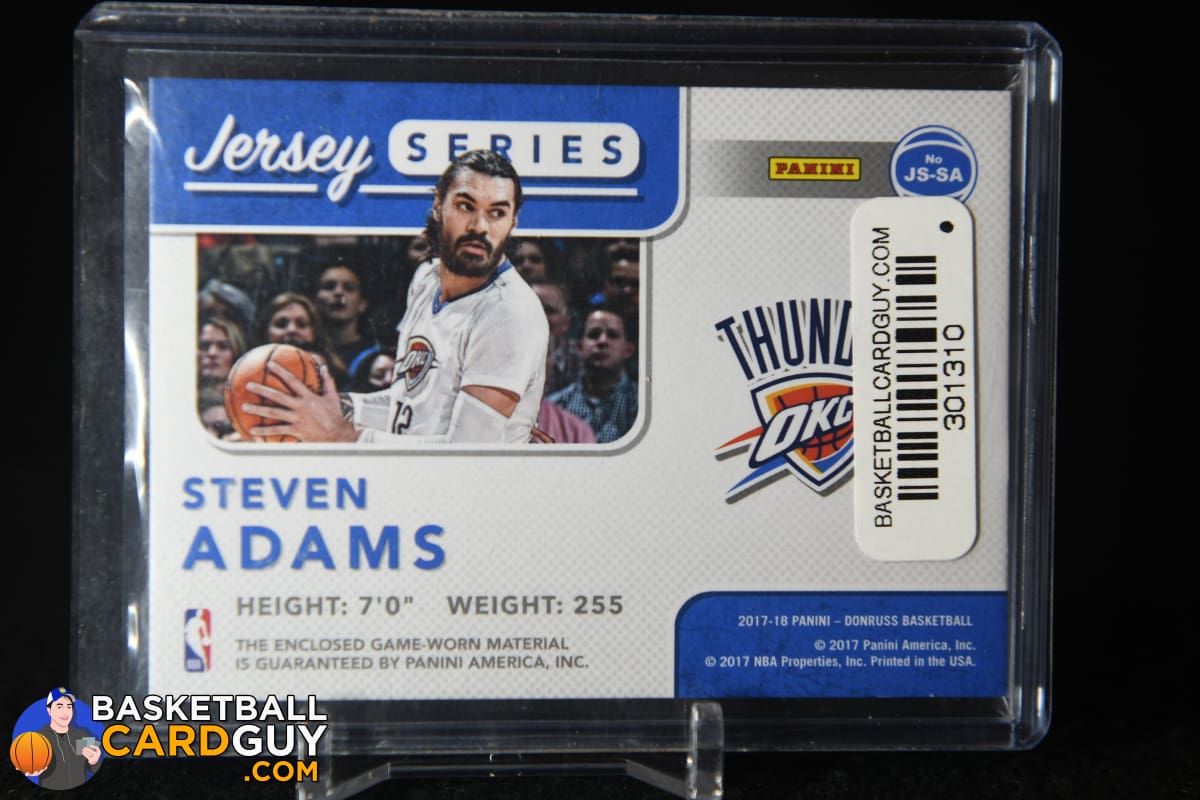 Jersey SERIES
PANINI
No
JS-SA
BASKETBALLCARDGUY.COM
301310
THUND
OKC
OKC
12
STEVEN
ADAMS
HEIGHT: 7'0" WEIGHT: 255
THE ENCLOSED GAME-WORN MATERIAL
IS GUARANTEED BY PANINI AMERICA, INC.
2017-18 PANINI – DONRUSS BASKETBALL
© 2017 Panini America, Inc.
© 2017 NBA Properties, Inc. Printed in the USA.
BASKETBALL
CARDGUY
.COM